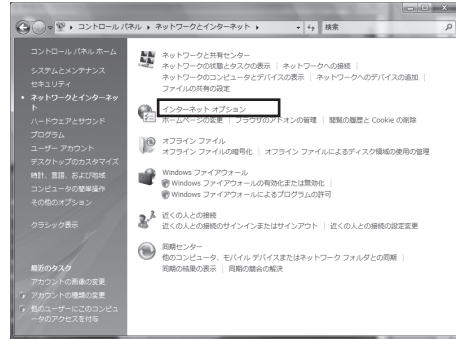 コントロール パネル ▸ ネットワークとインターネット ▸
検索
コントロール パネル ホーム
システムとメンテナンス
セキュリティ
• ネットワークとインターネッ
ト
ハードウェアとサウンド
プログラム
ユーザー アカウント
デスクトップのカスタマイズ
時計、言語、および地域
コンピュータの簡単操作
その他のオプション
クラシック表示
最近のタスク
アカウントの画像の変更
アカウントの種類の変更
他のユーザーにこのコンピュ
ータのアクセスを付与
ネットワークと共有センター
ネットワークの状態とタスクの表示 | ネットワークへの接続 |
ネットワークのコンピュータとデバイスの表示 | ネットワークへのデバイスの追加 |
ファイルの共有の設定
インターネット オプション
ホームページの変更 | ブラウザのアドオンの管理 | 閲覧の履歴と Cookie の削除
オフライン ファイル
オフライン ファイルの暗号化 | オフライン ファイルによるディスク領域の使用の管理
Windows ファイアウォール
Windows ファイアウォールの有効化または無効化 |
Windows ファイアウォールによるプログラムの許可
近くの人との接続
近くの人との接続のサインインまたはサインアウト | 近くの人との接続の設定変更
同期センター
他のコンピュータ、モバイル デバイスまたはネットワーク フォルダとの同期 |
同期の結果の表示 | 同期の競合の解決